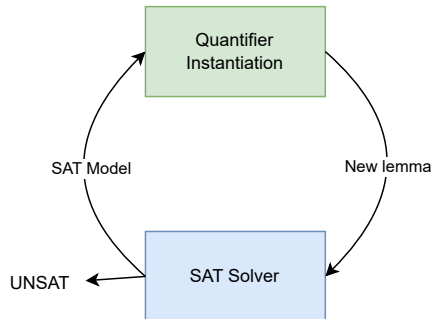 Quantifier
Instantiation
SAT Model
New lemma
SAT Solver
UNSAT